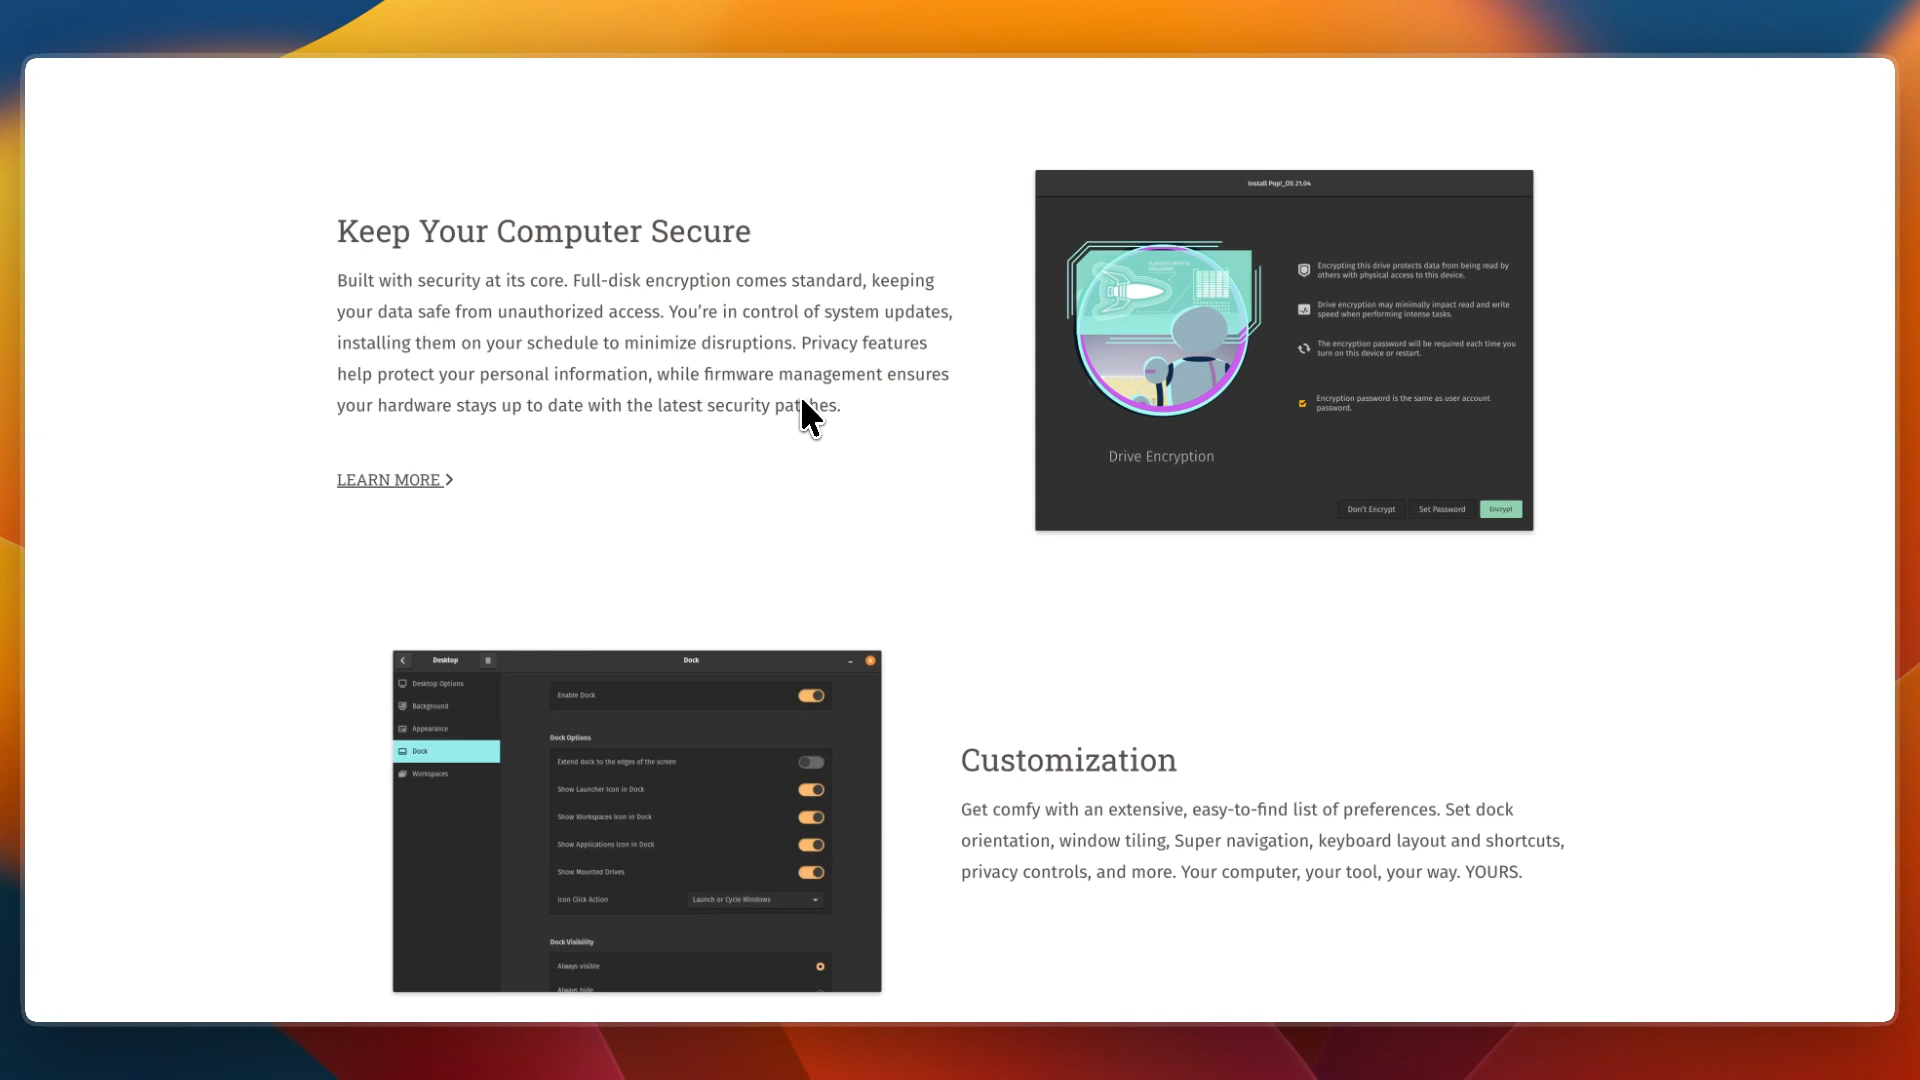 Install Pop!_OS 21.04
Keep Your Computer Secure
Built with security at its core. Full-disk encryption comes standard, keeping
your data safe from unauthorized access. You're in control of system updates,
installing them on your schedule to minimize disruptions. Privacy features
help protect your personal information, while firmware management ensures
your hardware stays up to date with the latest security patches.
LEARN MORE
Encrypting this drive protects data from being read by
others with physical access to this device.
Drive encryption may minimally impact read and write
speed when performing intense tasks.
The encryption password will be required each time you
turn on this device or restart.
Encryption password is the same as user account
password.
Drive Encryption
Don't Encrypt
Set Password
Encrypt
Desktop
Dock
Desktop Options
Background
Appearance
Dock
Workspaces
Enable Dock
Dock Options
Extend dock to the edges of the screen
Show Launcher Icon in Dock
Show Workspaces Icon in Dock
Show Applications Icon in Dock
Show Mounted Drives
Icon Click Action
Launch or Cycle Windows
Dock Visibility
Always visible
Always hide
Customization
Get comfy with an extensive, easy-to-find list of preferences. Set dock
orientation, window tiling, Super navigation, keyboard layout and shortcuts,
privacy controls, and more. Your computer, your tool, your way. YOURS.